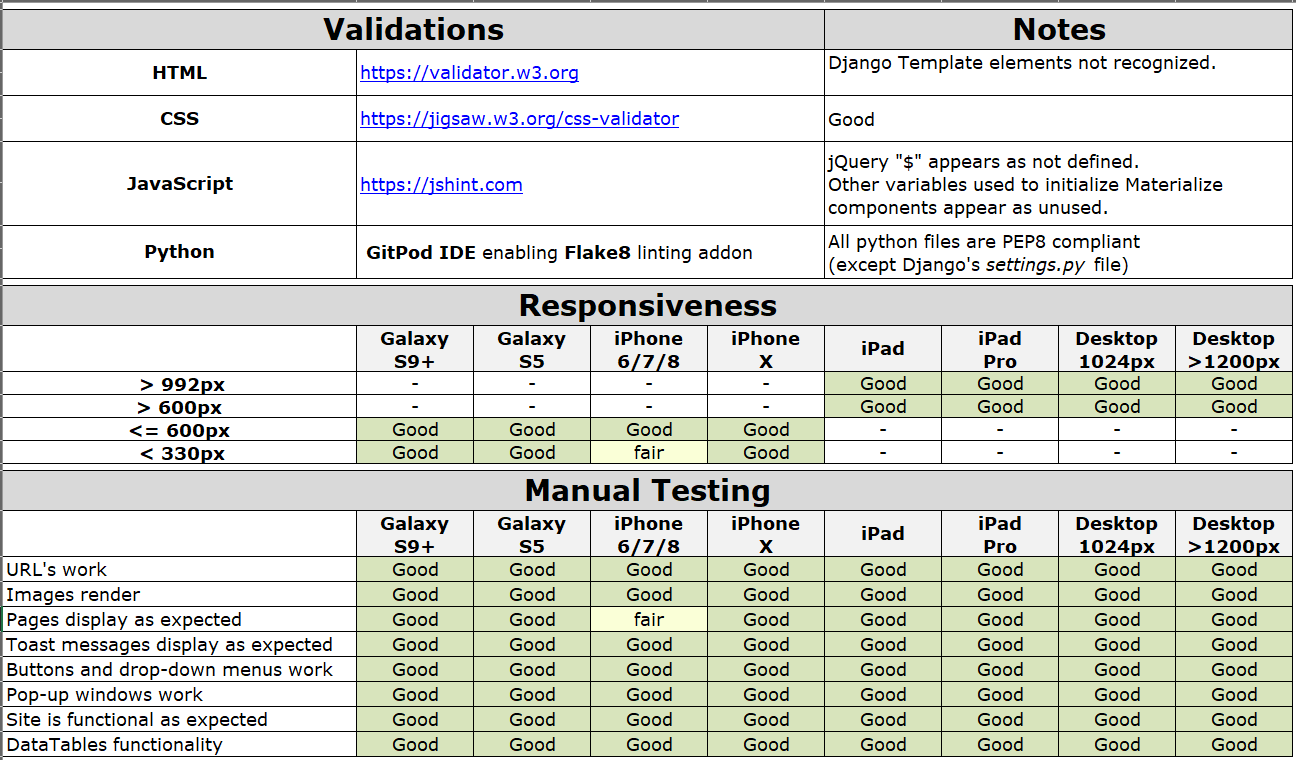 Validations Notes
HTML https://validator.w3.org Django Template elements not recognized.
CSS https://jigsaw.w3.org/css-validator Good
JavaScript https://jshint.com jQuery "$" appears as not defined.
Other variables used to initialize Materialize
components appear as unused.
Python GitPod IDE enabling Flake8 linting addon All python files are PEP8 compliant
(except Django's settings.py file)
Responsiveness
Galaxy S9+ Galaxy S5 iPhone 6/7/8 iPhone X iPad iPad Pro Desktop 1024px Desktop >1200px
> 992px - - - - Good Good Good Good
> 600px - - - - Good Good Good Good
<= 600px Good Good Good Good - - - -
< 330px Good Good fair Good - - - -
Manual Testing
Galaxy S9+ Galaxy S5 iPhone 6/7/8 iPhone X iPad iPad Pro Desktop 1024px Desktop >1200px
URL's work Good Good Good Good Good Good Good Good
Images render Good Good Good Good Good Good Good Good
Pages display as expected Good Good fair Good Good Good Good Good
Toast messages display as expected Good Good Good Good Good Good Good Good
Buttons and drop-down menus work Good Good Good Good Good Good Good Good
Pop-up windows work Good Good Good Good Good Good Good Good
Site is functional as expected Good Good Good Good Good Good Good Good
DataTables functionality Good Good Good Good Good Good Good Good